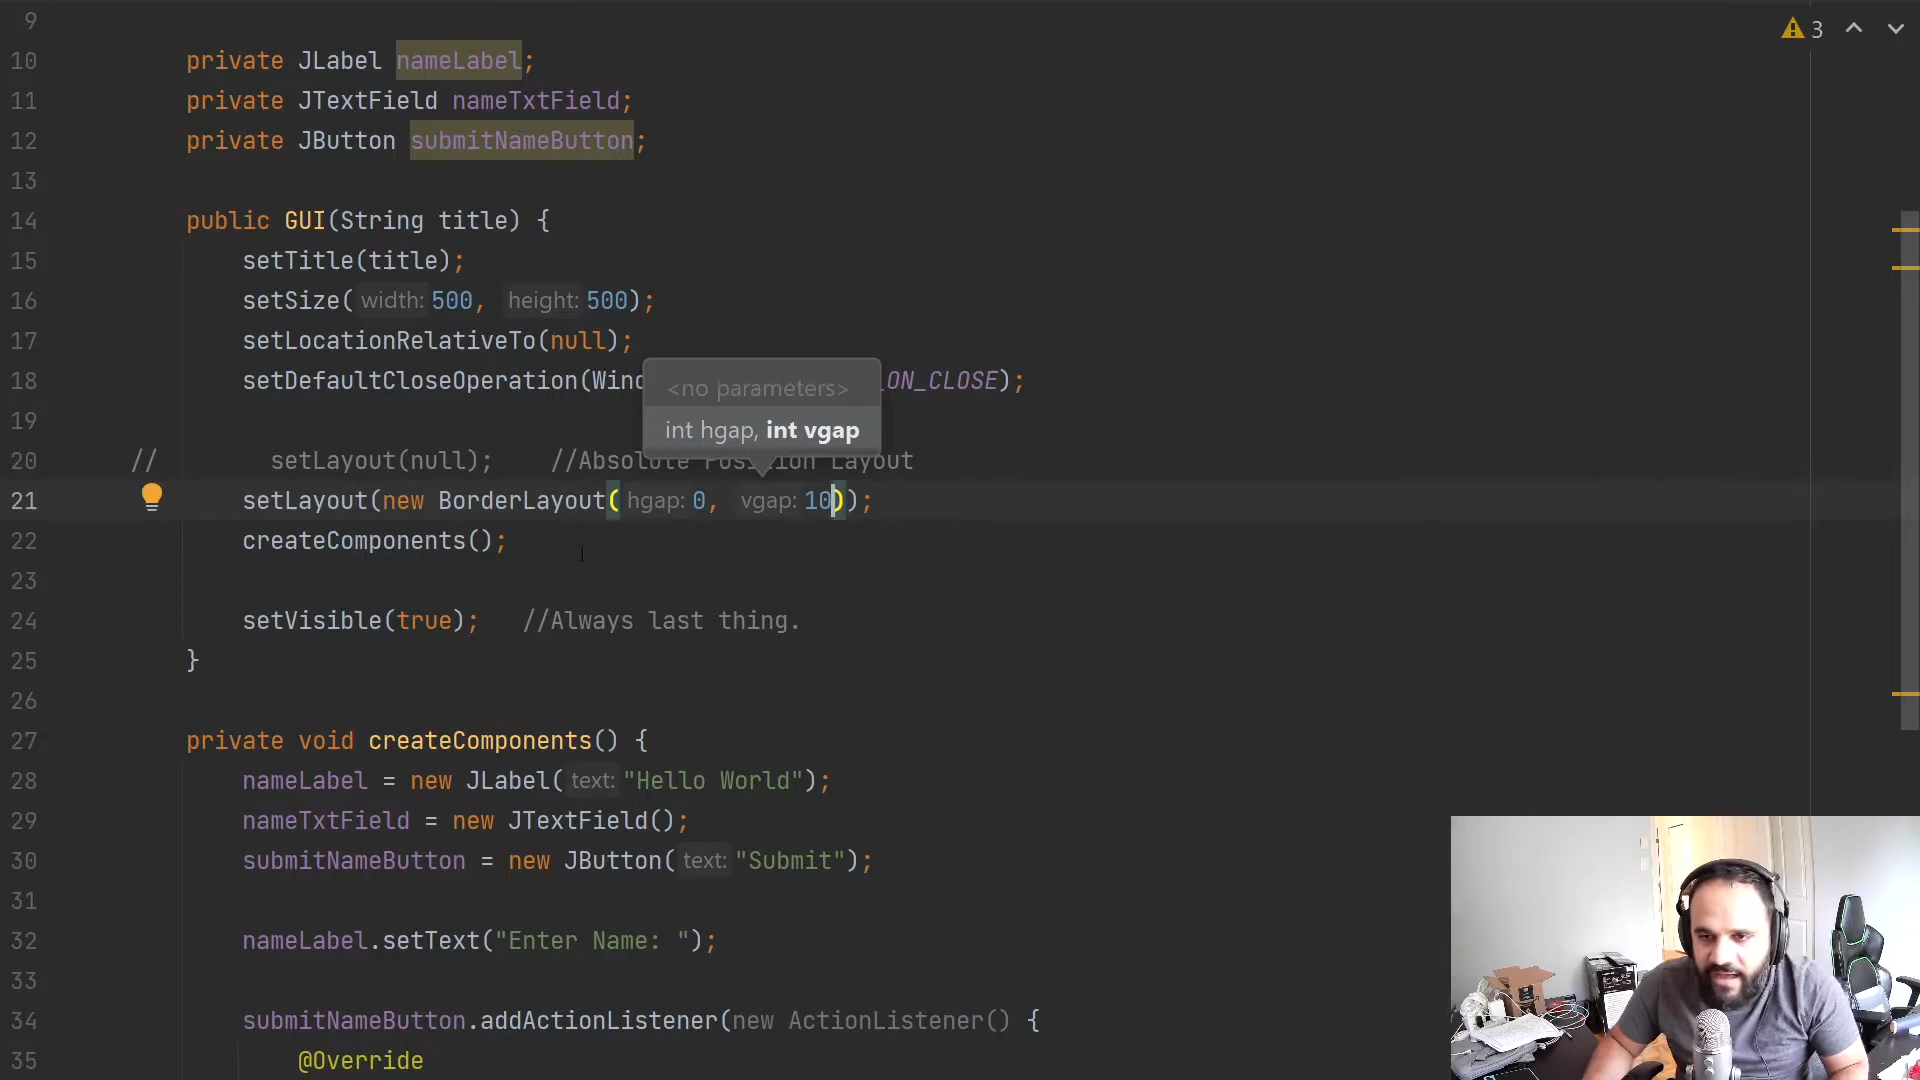 9
3
10 private JLabel nameLabel;
11 private JTextField nameTxtField;
12 private JButton submitNameButton;
13
14 public GUI(String title) {
15 setTitle(title);
16 setSize( width: 500, height: 500);
17 setLocationRelativeTo(null);
<no parameters>
18 setDefaultCloseOperation(Wind ON_CLOSE);
19
int hgap, int vgap
20 // setLayout(null); //Absolute Position Layout
21 setLayout(new BorderLayout( hgap: 0, vgap: 10));
22 createComponents();
23
24 setVisible(true); //Always last thing.
25 }
26
27 private void createComponents() {
28 nameLabel = new JLabel( text: "Hello World");
29 nameTxtField = new JTextField();
30 submitNameButton = new JButton( text: "Submit");
31
32 nameLabel.setText("Enter Name: ");
33
34 submitNameButton.addActionListener(new ActionListener() {
35 @Override